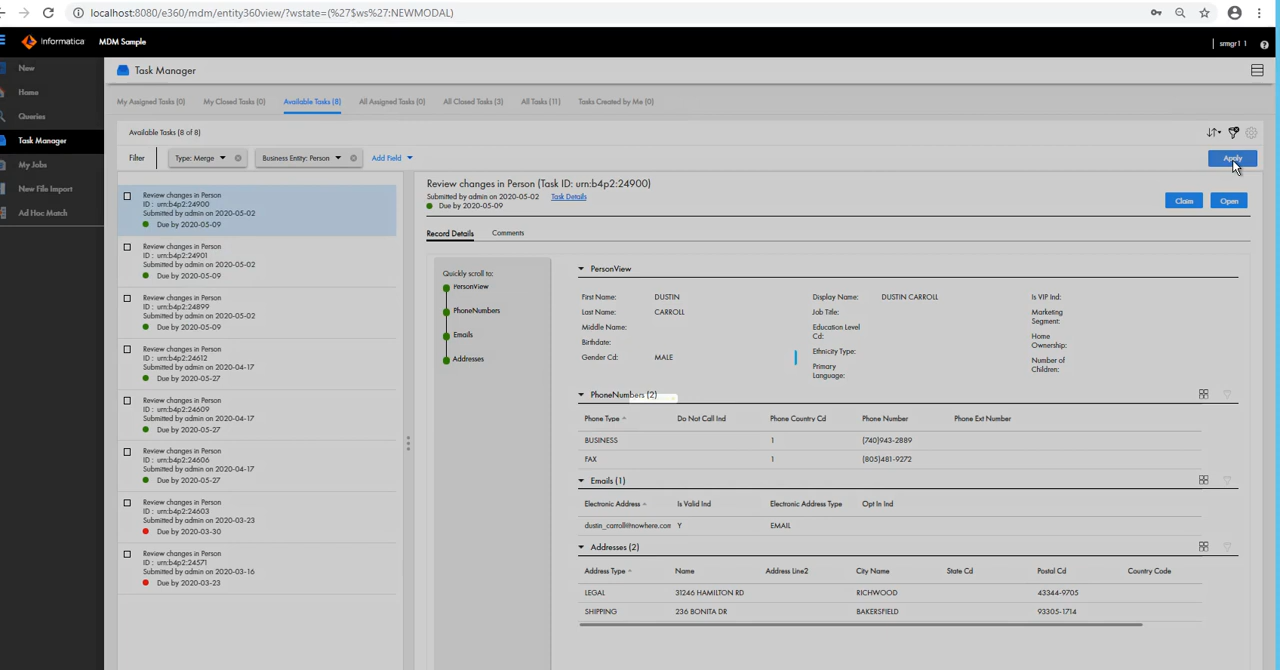 localhost:8080/e360/mdm/entity360view/?wstate=(%27$ws%27:NEWMODAL)
Informatica MDM Sample
srmgr1 1
New
Home
Queries
Task Manager
My Jobs
New File Import
Ad Hoc Match
Task Manager
My Assigned Tasks (0) My Closed Tasks (0) Available Tasks (8) All Assigned Tasks (0) All Closed Tasks (3) All Tasks (11) Tasks Created by Me (0)
Available Tasks (8 of 8)
Filter Type: Merge Business Entity: Person Add Field Apply
Review changes in Person
ID : urn:b4p2:24900
Submitted by admin on 2020-05-02
Due by 2020-05-09
Review changes in Person
ID : urn:b4p2:24901
Submitted by admin on 2020-05-02
Due by 2020-05-09
Review changes in Person
ID : urn:b4p2:24899
Submitted by admin on 2020-05-02
Due by 2020-05-09
Review changes in Person
ID : urn:b4p2:24612
Submitted by admin on 2020-04-17
Due by 2020-05-27
Review changes in Person
ID : urn:b4p2:24609
Submitted by admin on 2020-04-17
Due by 2020-05-27
Review changes in Person
ID : urn:b4p2:24606
Submitted by admin on 2020-04-17
Due by 2020-05-27
Review changes in Person
ID : urn:b4p2:24603
Submitted by admin on 2020-03-23
Due by 2020-03-30
Review changes in Person
ID : urn:b4p2:24571
Submitted by admin on 2020-03-16
Due by 2020-03-23
Review changes in Person (Task ID: urn:b4p2:24900)
Submitted by admin on 2020-05-02 Task Details
Due by 2020-05-09
Claim Open
Record Details Comments
Quickly scroll to:
PersonView
PhoneNumbers
Emails
Addresses
PersonView
First Name: DUSTIN
Last Name: CARROLL
Middle Name:
Birthdate:
Gender Cd: MALE
Display Name: DUSTIN CARROLL
Job Title:
Education Level
Cd:
Ethnicity Type:
Primary
Language:
Is VIP Ind:
Marketing
Segment:
Home
Ownership:
Number of
Children:
PhoneNumbers (2)
Phone Type Do Not Call Ind Phone Country Cd Phone Number Phone Ext Number
BUSINESS 1 (740)943-2889
FAX 1 (805)481-9272
Emails (1)
Electronic Address Is Valid Ind Electronic Address Type Opt In Ind
dustin_carroll@nowhere.com Y EMAIL
Addresses (2)
Address Type Name Address Line2 City Name State Cd Postal Cd Country Code
LEGAL 31246 HAMILTON RD RICHWOOD 43344-9705
SHIPPING 236 BONITA DR BAKERSFIELD 93305-1714